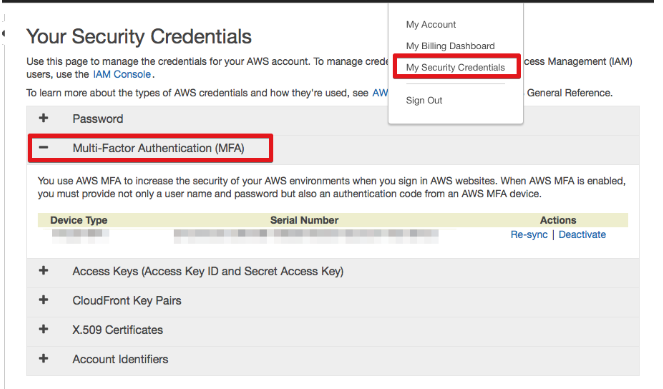 My Account
Your Security Credentials
My Billing Dashboard
Use this page to manage the credentials for your AWS account. To manage
My Security Credentials
cess Management (IAM)
users, use the IAM Console.
To learn more about the types of AWS credentials and how they're used, see AW
General Reference.
Sign Out
+ Password
− Multi-Factor Authentication (MFA)
You use AWS MFA to increase the security of your AWS environments when you sign in AWS websites. When AWS MFA is enabled,
you must provide not only a user name and password but also an authentication code from an AWS MFA device.
Device Type Serial Number Actions
Re-sync | Deactivate
+ Access Keys (Access Key ID and Secret Access Key)
+ CloudFront Key Pairs
+ X.509 Certificates
+ Account Identifiers